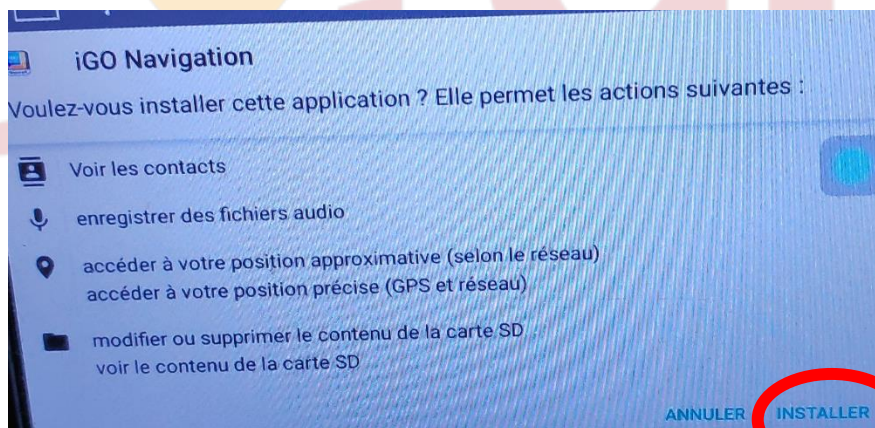 iGO Navigation
Voulez-vous installer cette application ? Elle permet les actions suivantes :
Voir les contacts
enregistrer des fichiers audio
accéder à votre position approximative (selon le réseau)
accéder à votre position précise (GPS et réseau)
modifier ou supprimer le contenu de la carte SD
voir le contenu de la carte SD
ANNULER INSTALLER